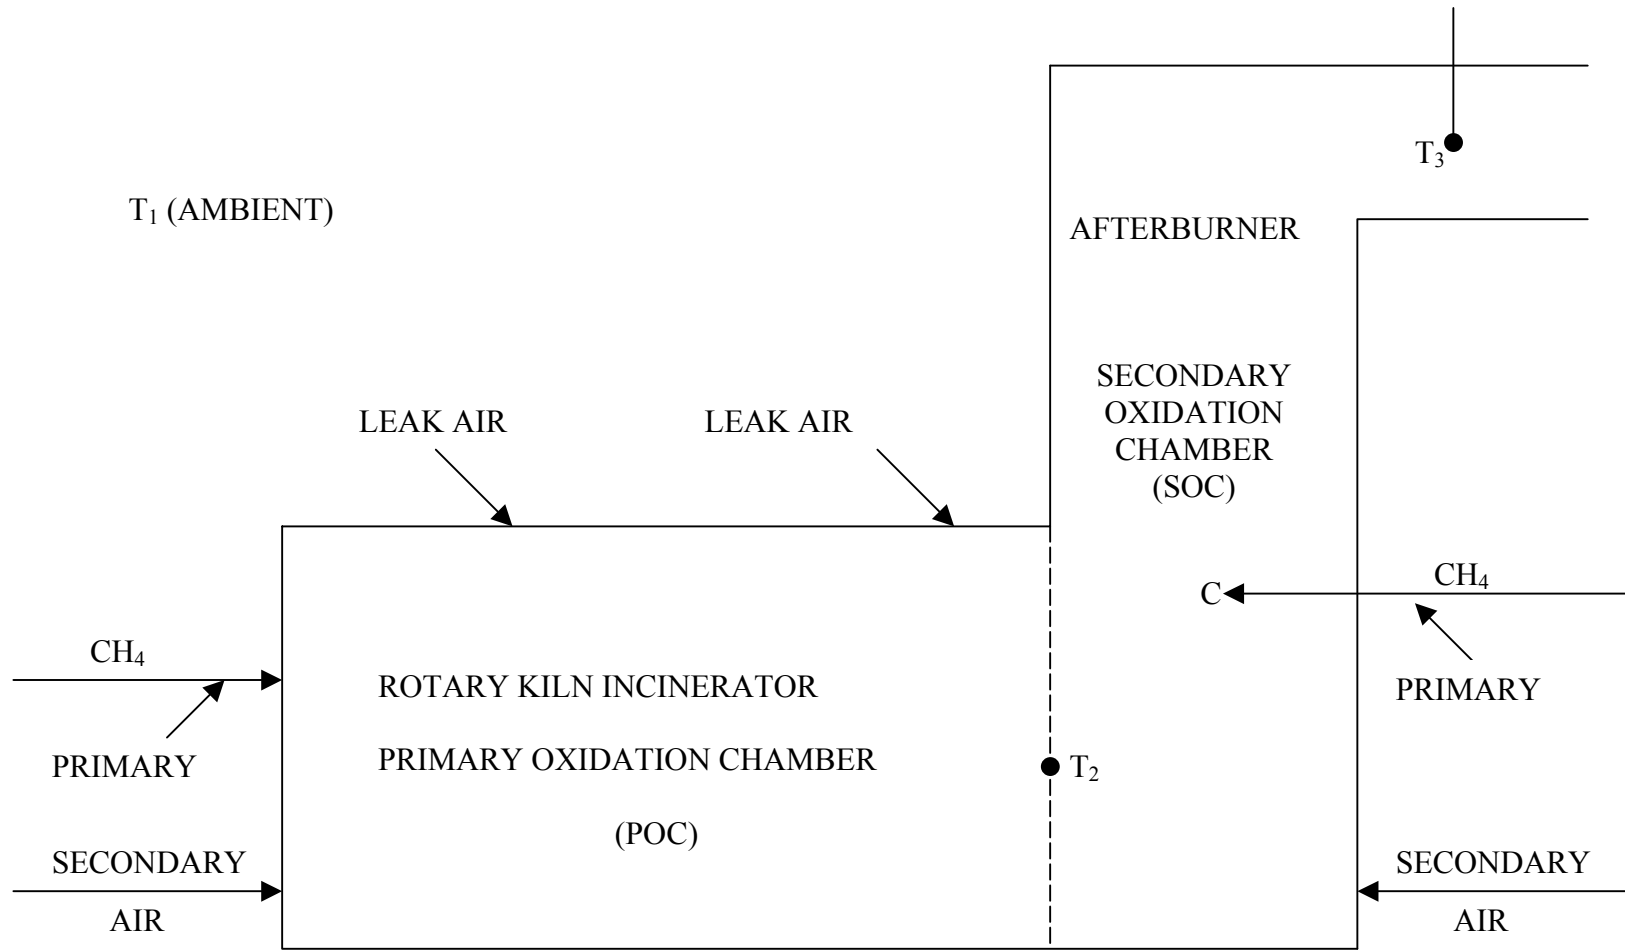 T₃
T₁ (AMBIENT)
AFTERBURNER
SECONDARY
OXIDATION
CHAMBER
(SOC)
LEAK AIR
LEAK AIR
CH₄
C
CH₄
PRIMARY
ROTARY KILN INCINERATOR
PRIMARY
PRIMARY OXIDATION CHAMBER
T₂
(POC)
SECONDARY
AIR
SECONDARY
AIR